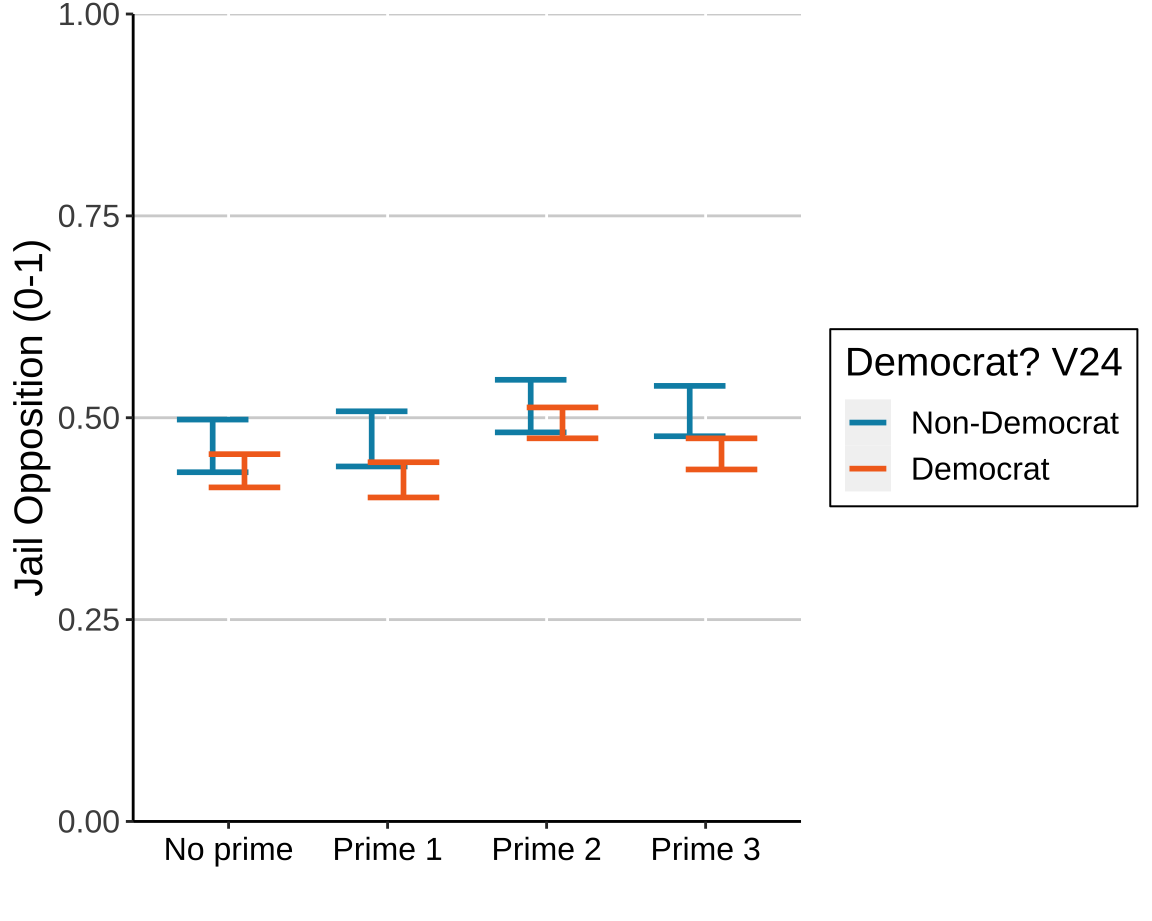 1.00
0.75
0.50
0.25
0.00
Jail Opposition (0-1)
No prime
Prime 1
Prime 2
Prime 3
Democrat? V24
Non-Democrat
Democrat